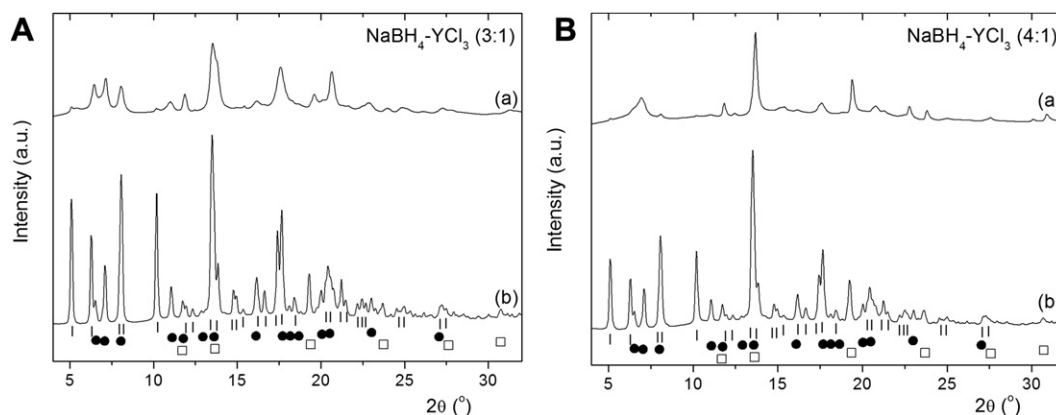 A
NaBH₄-YCl₃ (3:1)
(a)
(b)
Intensity (a.u.)
5 10 15 20 25 30
2θ (°)
B
NaBH₄-YCl₃ (4:1)
(a
(b)
Intensity (a.u.)
5 10 15 20 25 30
2θ (°)